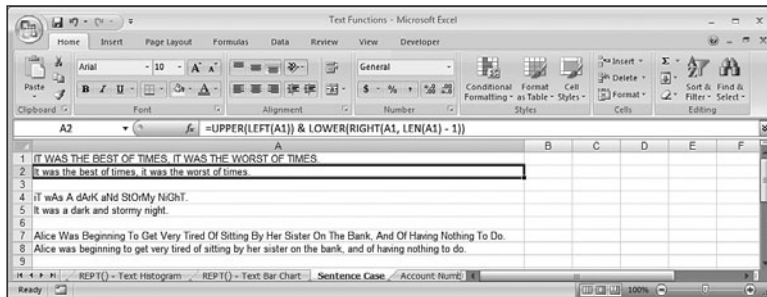 Text Functions - Microsoft Excel
Home Insert Page Layout Formulas Data Review View Developer
Arial 10 A A General Insert Σ
Paste B I U A $ % , Conditional Format Cell Delete Sort & Find &
Formatting as Table Styles Format Filter Select
Clipboard Font Alignment Number Styles Cells Editing
A2 fx =UPPER(LEFT(A1)) & LOWER(RIGHT(A1, LEN(A1) - 1))
A B C D E F
1 IT WAS THE BEST OF TIMES, IT WAS THE WORST OF TIMES.
2 It was the best of times, it was the worst of times.
3
4 iT wAs A dArK aNd StOrMy NiGhT.
5 It was a dark and stormy night.
6
7 Alice Was Beginning To Get Very Tired Of Sitting By Her Sister On The Bank, And Of Having Nothing To Do.
8 Alice was beginning to get very tired of sitting by her sister on the bank, and of having nothing to do.
9
REPT() - Text Histogram REPT() - Text Bar Chart Sentence Case Account Numb
Ready 100%